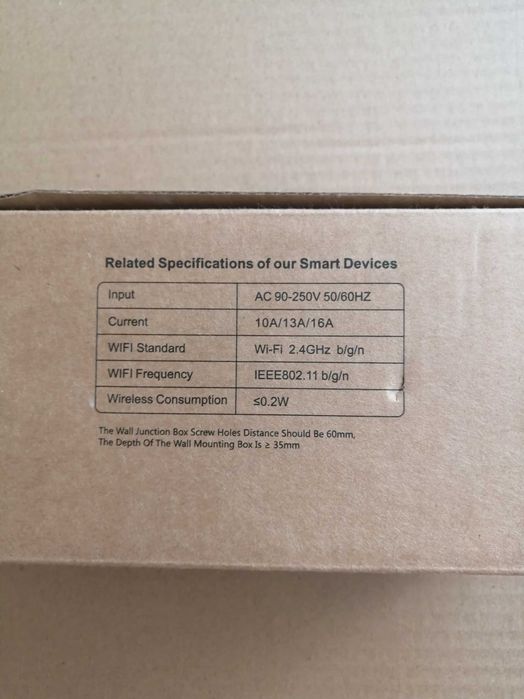 Related Specifications of our Smart Devices
Input AC 90-250V 50/60HZ
Current 10A/13A/16A
WIFI Standard Wi-Fi 2.4GHz b/g/n
WIFI Frequency IEEE802.11 b/g/n
Wireless Consumption ≤0.2W
The Wall Junction Box Screw Holes Distance Should Be 60mm,
The Depth Of The Wall Mounting Box Is ≥ 35mm